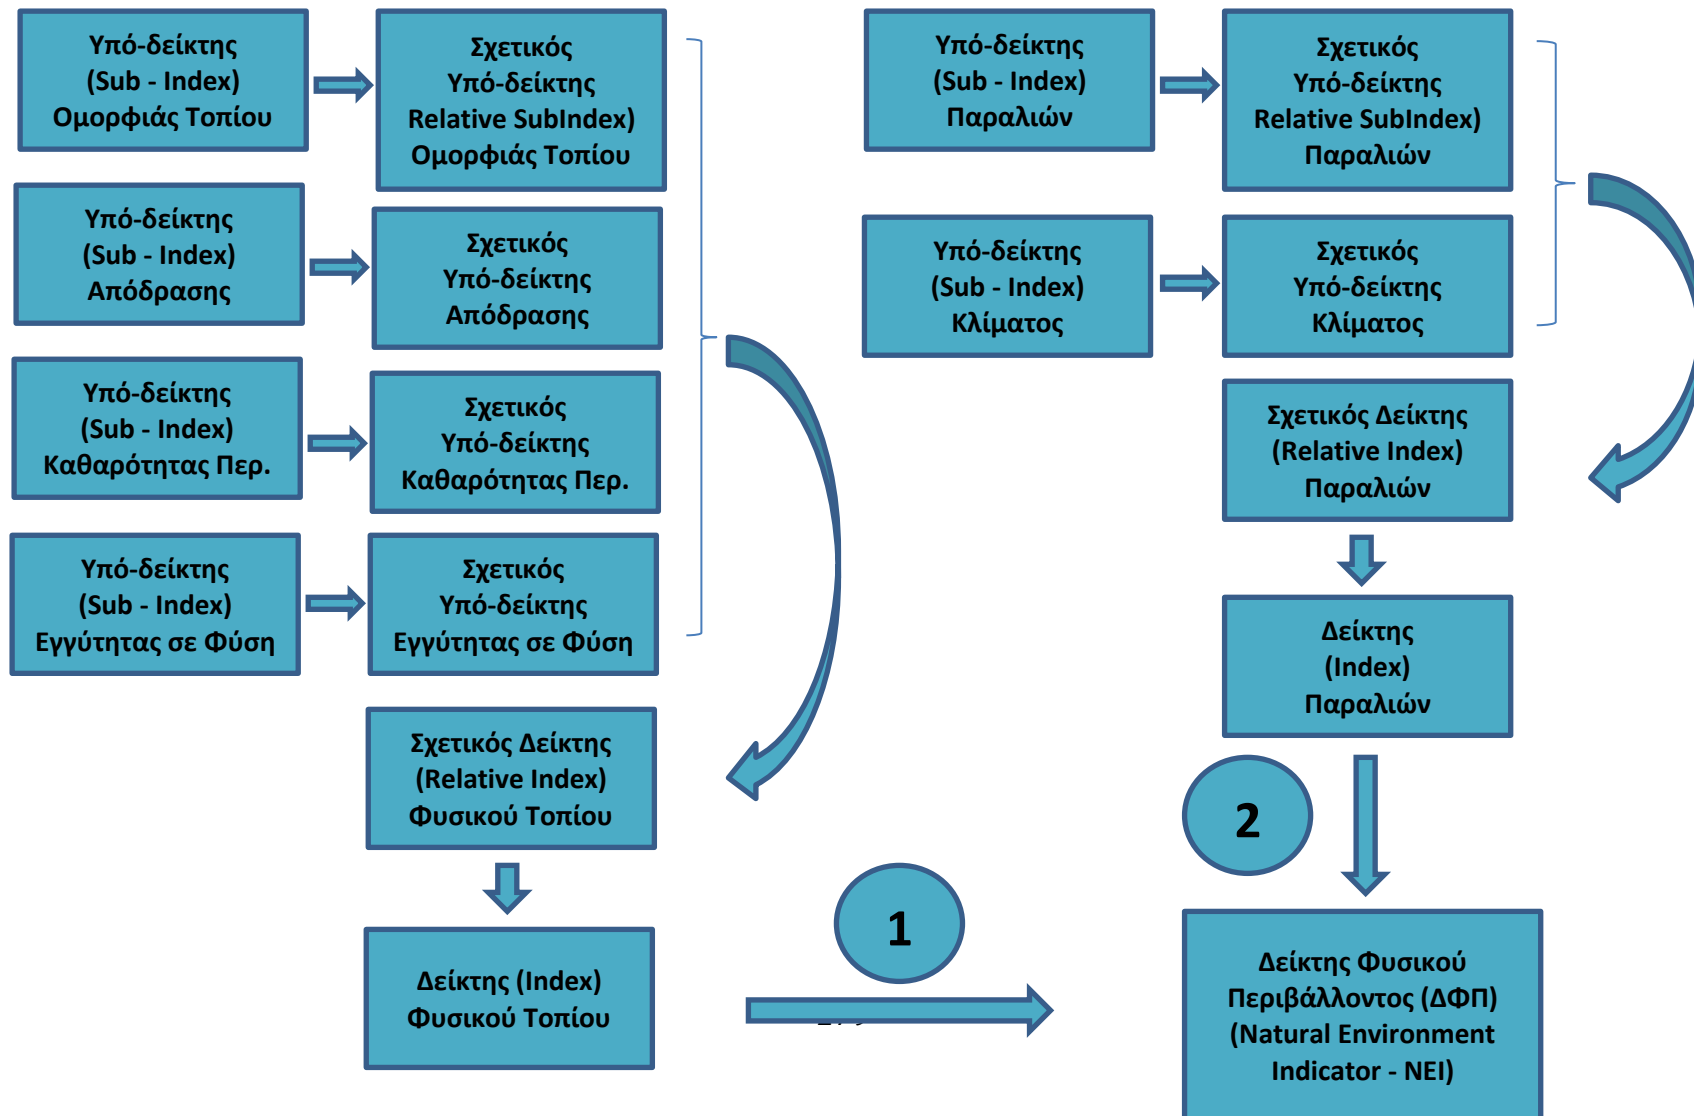 Υπό-δείκτης
(Sub - Index)
Ομορφιάς Τοπίου
Σχετικός
Υπό-δείκτης
Relative SubIndex)
Ομορφιάς Τοπίου
Υπό-δείκτης
(Sub - Index)
Απόδρασης
Σχετικός
Υπό-δείκτης
Απόδρασης
Υπό-δείκτης
(Sub - Index)
Καθαρότητας Περ.
Σχετικός
Υπό-δείκτης
Καθαρότητας Περ.
Υπό-δείκτης
(Sub - Index)
Εγγύτητας σε Φύση
Σχετικός
Υπό-δείκτης
Εγγύτητας σε Φύση
Σχετικός Δείκτης
(Relative Index)
Φυσικού Τοπίου
Δείκτης (Index)
Φυσικού Τοπίου
1
Υπό-δείκτης
(Sub - Index)
Παραλιών
Σχετικός
Υπό-δείκτης
Relative SubIndex)
Παραλιών
Υπό-δείκτης
(Sub - Index)
Κλίματος
Σχετικός
Υπό-δείκτης
Κλίματος
Σχετικός Δείκτης
(Relative Index)
Παραλιών
Δείκτης
(Index)
Παραλιών
2
Δείκτης Φυσικού
Περιβάλλοντος (ΔΦΠ)
(Natural Environment
Indicator - NEI)